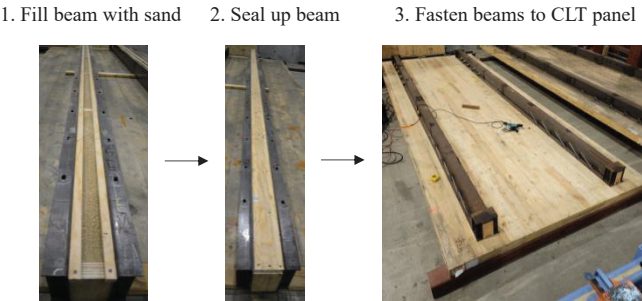 1. Fill beam with sand
2. Seal up beam
3. Fasten beams to CLT panel